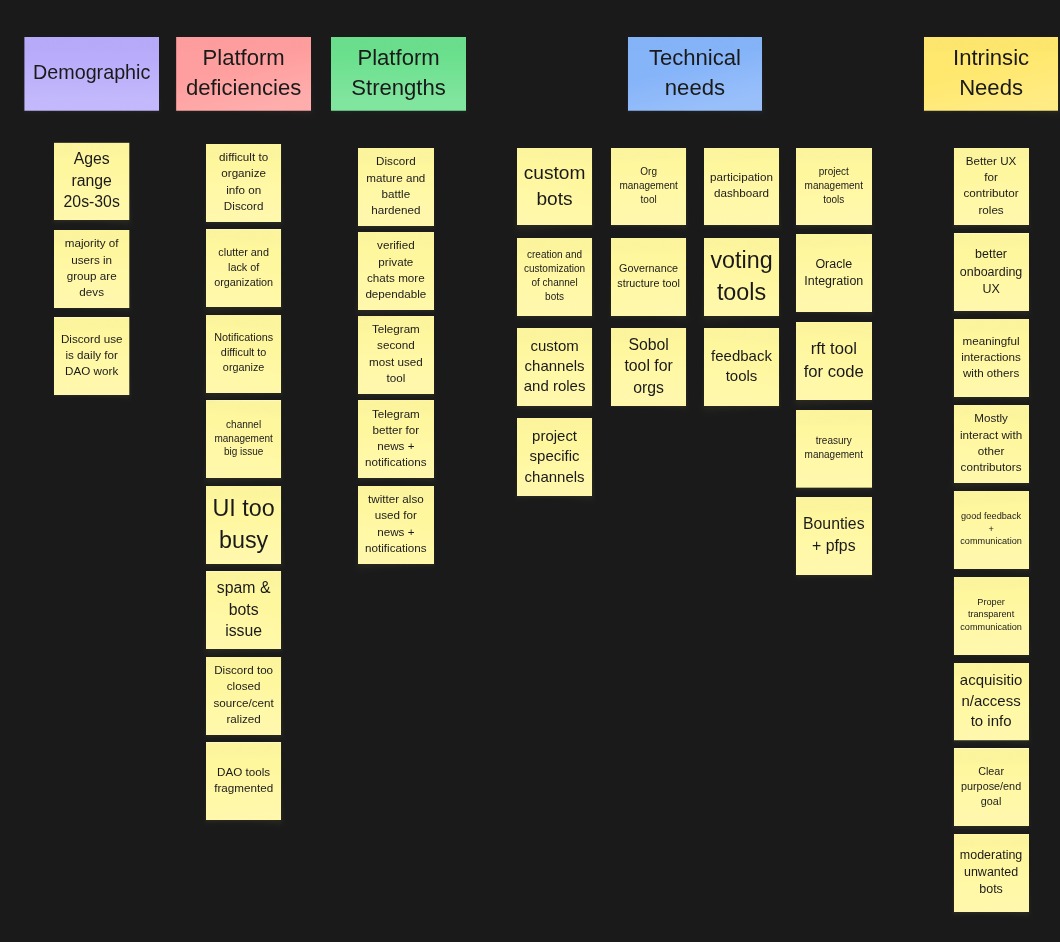 Demographic
Platform
deficiencies
Platform
Strengths
Technical
needs
Intrinsic
Needs
Ages
range
20s-30s
majority of
users in
group are
devs
Discord use
is daily for
DAO work
difficult to
organize
info on
Discord
clutter and
lack of
organization
Notifications
difficult to
organize
channel
management
big issue
UI too
busy
spam &
bots
issue
Discord too
closed
source/cent
ralized
DAO tools
fragmented
Discord
mature and
battle
hardened
verified
private
chats more
dependable
Telegram
second
most used
tool
Telegram
better for
news +
notifications
twitter also
used for
news +
notifications
custom
bots
creation and
customization
of channel
bots
custom
channels
and roles
project
specific
channels
Org
management
tool
Governance
structure tool
Sobol
tool for
orgs
participation
dashboard
voting
tools
feedback
tools
project
management
tools
Oracle
Integration
rft tool
for code
treasury
management
Bounties
+ pfps
Better UX
for
contributor
roles
better
onboarding
UX
meaningful
interactions
with others
Mostly
interact with
other
contributors
good feedback
+
communication
Proper
transparent
communication
acquisitio
n/access
to info
Clear
purpose/end
goal
moderating
unwanted
bots